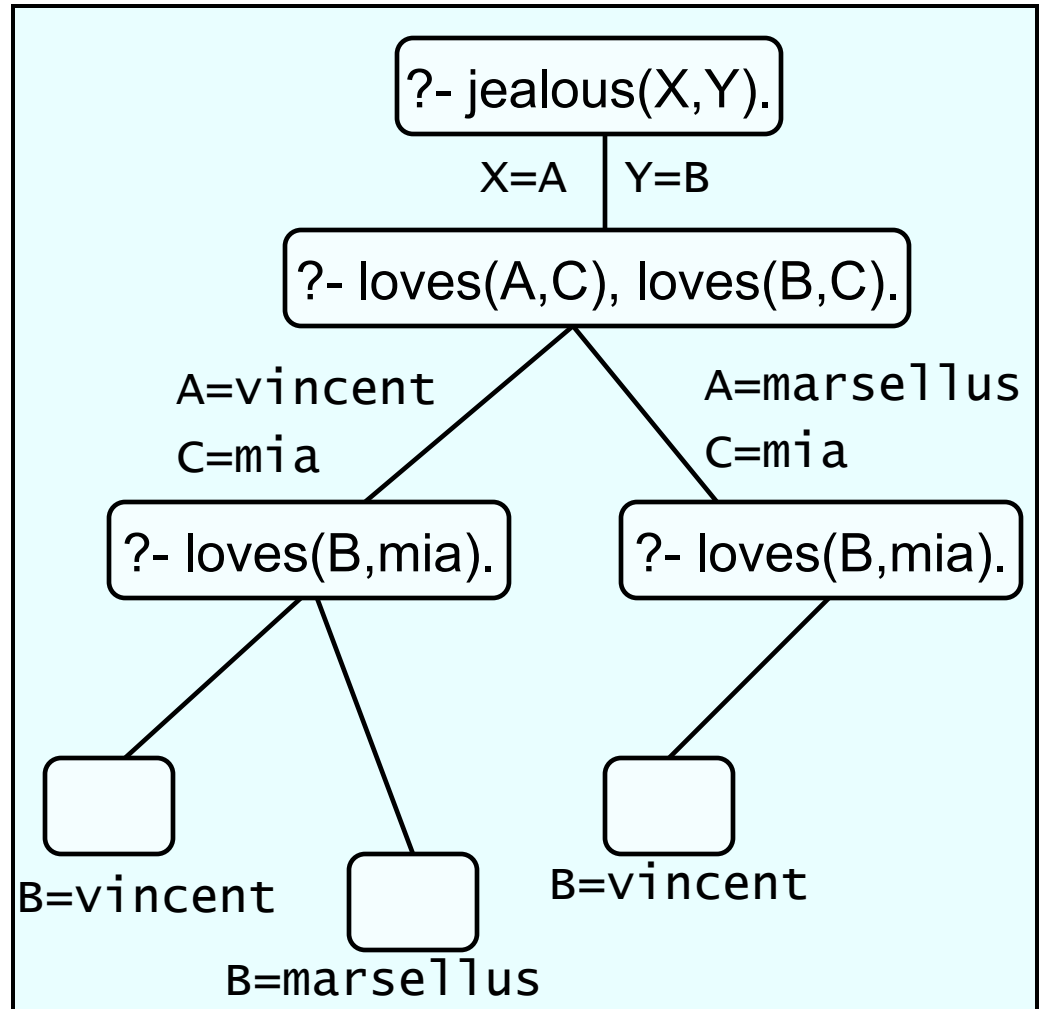 ?- jealous(X,Y).
X=A Y=B
?- loves(A,C), loves(B,C).
A=vincent
C=mia
A=marsellus
C=mia
?- loves(B,mia).
?- loves(B,mia).
B=vincent
B=marsellus
B=vincent